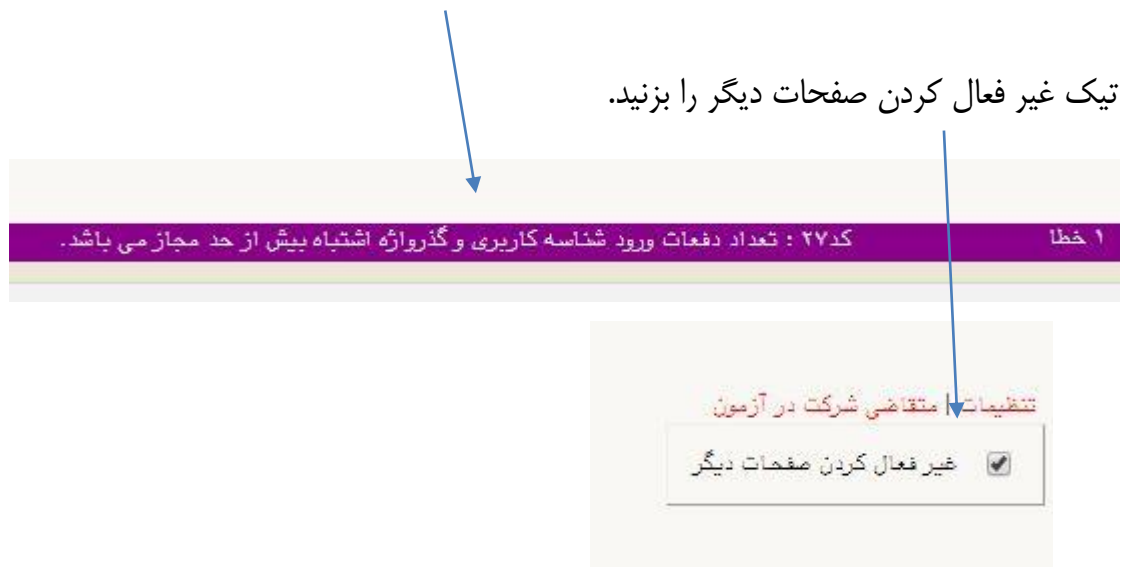 تیک غیر فعال کردن صفحات دیگر را بزنید.
۱ خطا کد۲۷ : تعداد دفعات ورود شناسه کاربری و گذرواژه اشتباه بیش از حد مجاز می باشد.
تنظیمات | متقاضی شرکت در آزمون
غیر فعال کردن صفحات دیگر